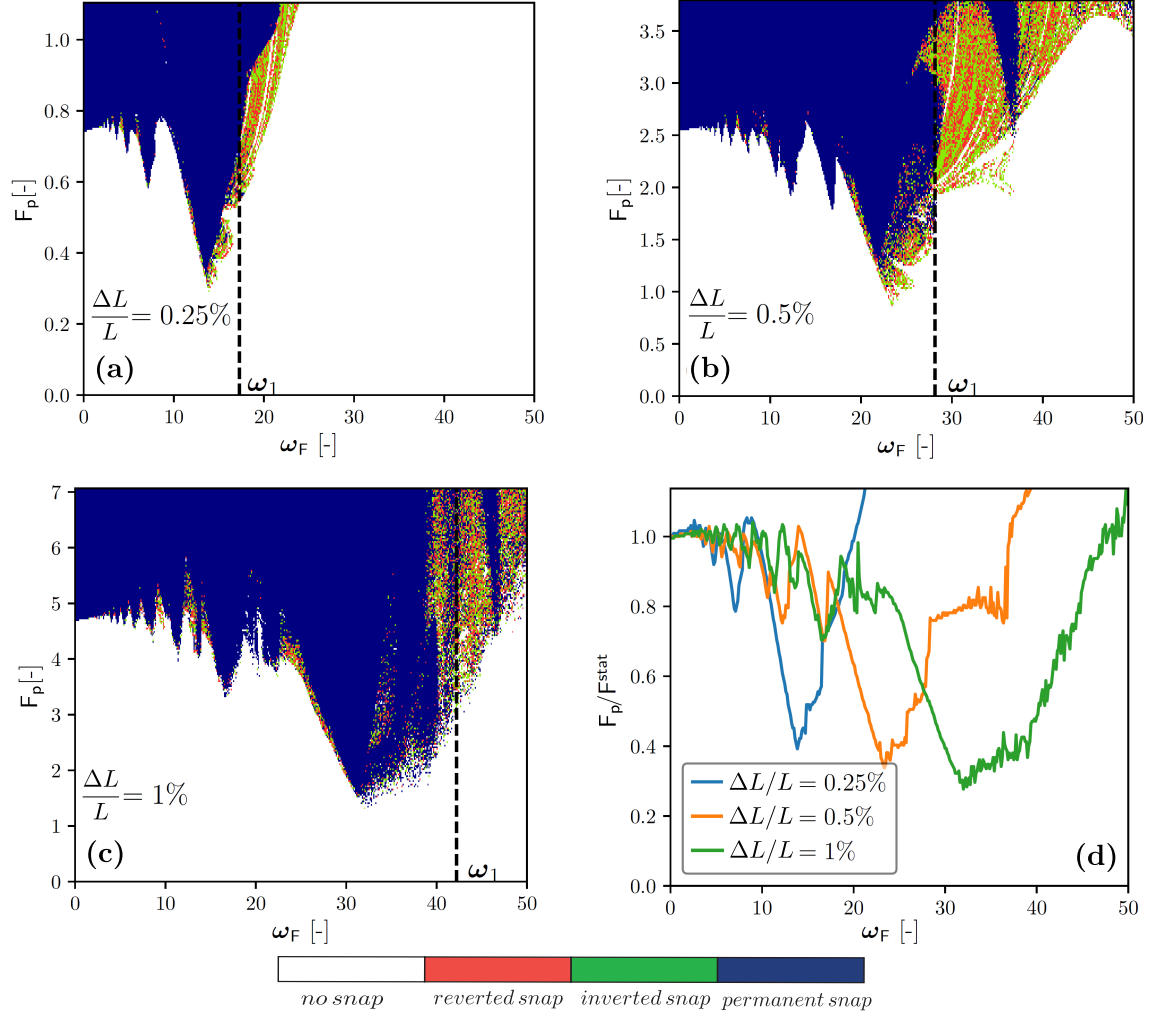 1.0
0.8
0.6
0.4
0.2
0.0
Fp[-]
ΔL/L = 0.25%
(a)
ω1
0 10 20 30 40 50
ωF [-]
3.5
3.0
2.5
2.0
1.5
1.0
0.5
0.0
Fp[-]
ΔL/L = 0.5%
(b)
ω1
0 10 20 30 40 50
ωF [-]
7
6
5
4
3
2
1
0
Fp[-]
ΔL/L = 1%
(c)
ω1
0 10 20 30 40 50
ωF [-]
1.0
0.8
0.6
0.4
0.2
0.0
Fp/Fstat
ΔL/L = 0.25%
ΔL/L = 0.5%
ΔL/L = 1%
(d)
0 10 20 30 40 50
ωF [-]
no snap reverted snap inverted snap permanent snap